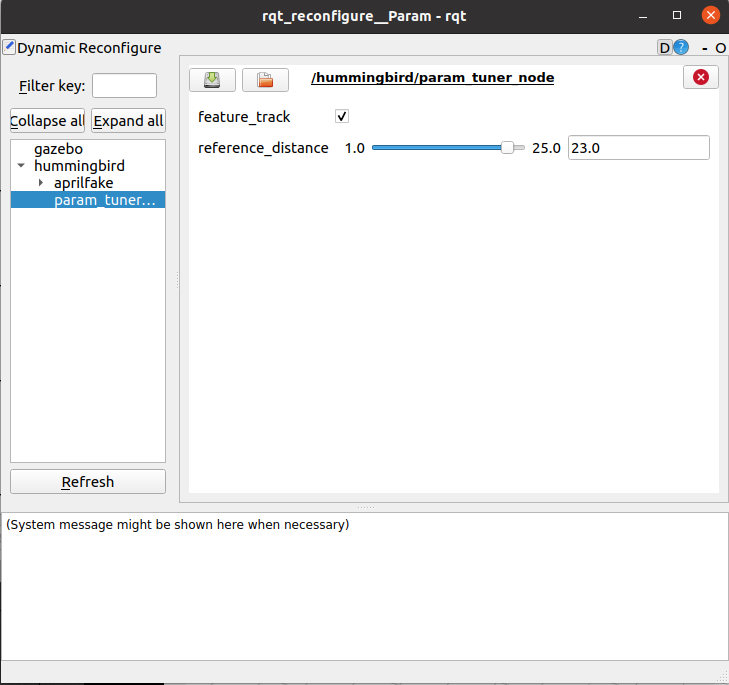 rqt_reconfigure__Param - rqt
Dynamic Reconfigure
D ? - O
Filter key:
Collapse all Expand all
gazebo
hummingbird
aprilfake
param_tuner...
Refresh
/hummingbird/param_tuner_node
feature_track
reference_distance 1.0 25.0 23.0
(System message might be shown here when necessary)